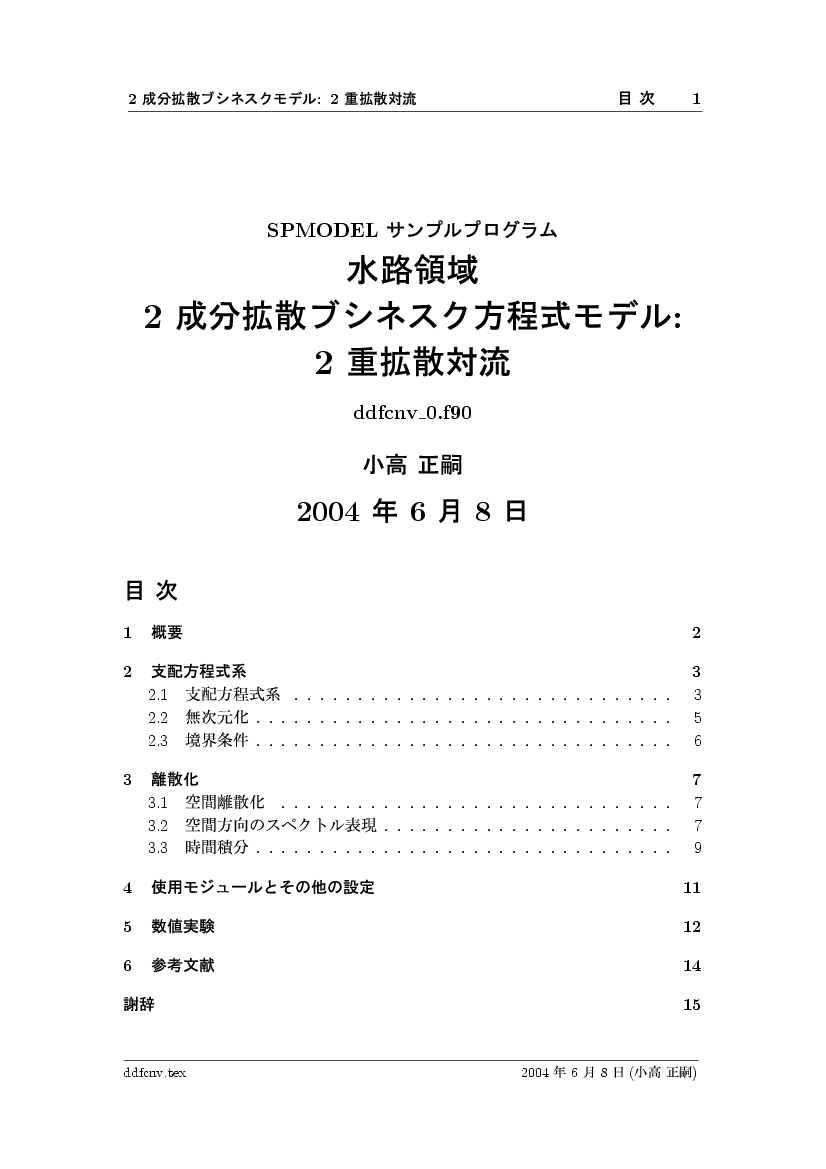 2 成分拡散ブシネスクモデル: 2 重拡散対流 目 次 1
SPMODEL サンプルプログラム
水路領域
2 成分拡散ブシネスク方程式モデル:
2 重拡散対流
ddfcnv_0.f90
小高 正嗣
2004 年 6 月 8 日
目 次
1 概要 2
2 支配方程式系 3
2.1 支配方程式系 . . . . . . . . . . . . . . . . . . . . . . . . . . . . . . 3
2.2 無次元化 . . . . . . . . . . . . . . . . . . . . . . . . . . . . . . . . . 5
2.3 境界条件 . . . . . . . . . . . . . . . . . . . . . . . . . . . . . . . . . 6
3 離散化 7
3.1 空間離散化 . . . . . . . . . . . . . . . . . . . . . . . . . . . . . . . 7
3.2 空間方向のスペクトル表現 . . . . . . . . . . . . . . . . . . . . . . . 7
3.3 時間積分 . . . . . . . . . . . . . . . . . . . . . . . . . . . . . . . . . 9
4 使用モジュールとその他の設定 11
5 数値実験 12
6 参考文献 14
謝辞 15
ddfcnv.tex 2004 年 6 月 8 日 (小高 正嗣)